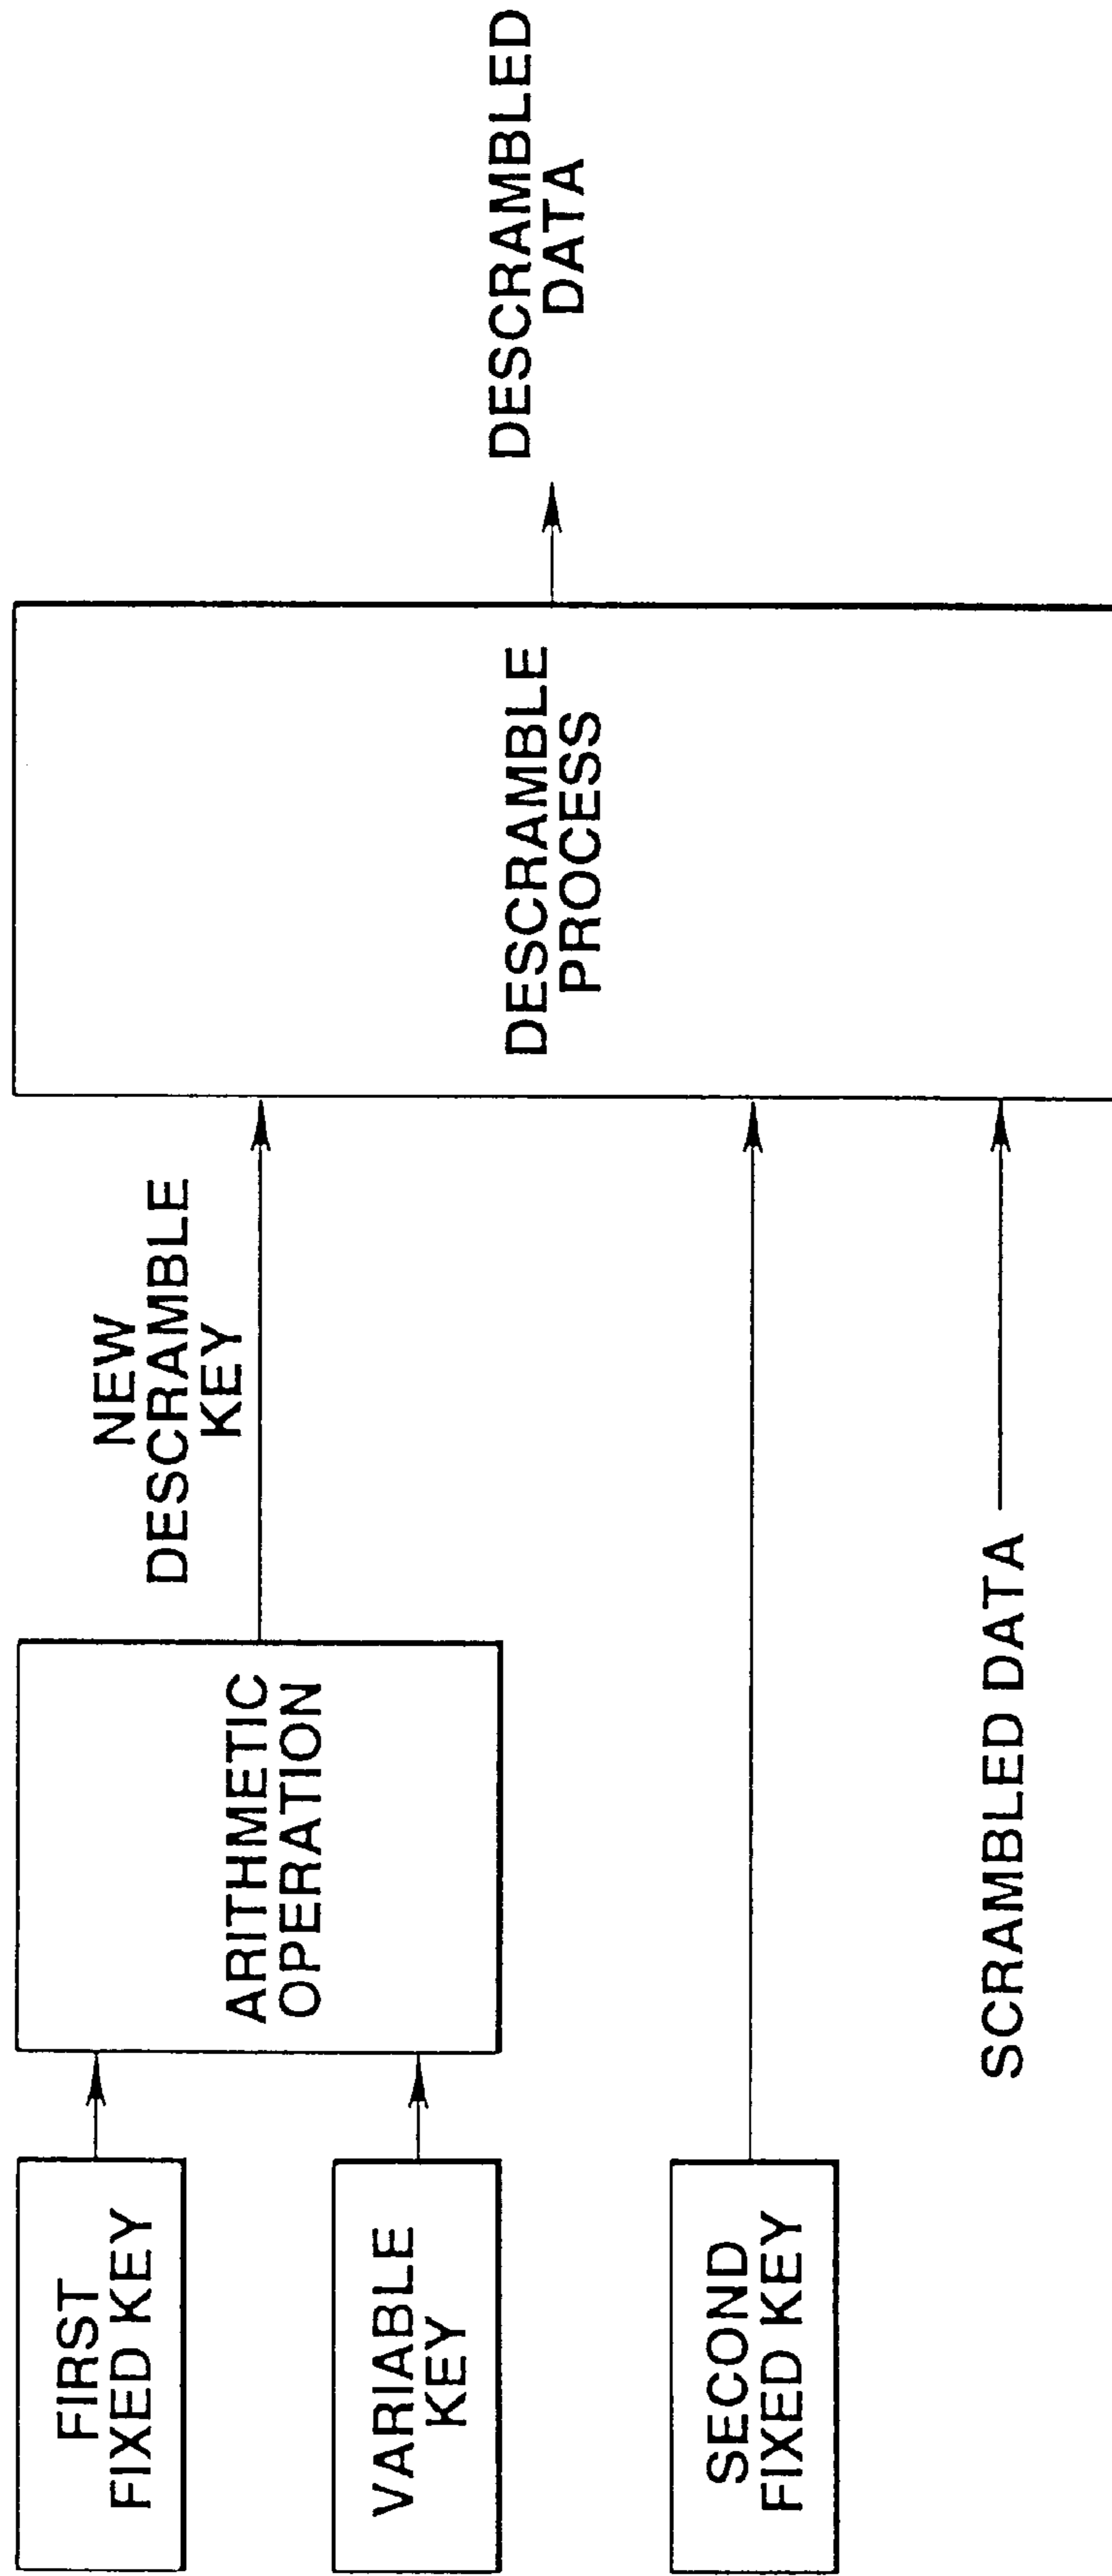 FIRST
FIXED KEY
VARIABLE
KEY
SECOND
FIXED KEY
ARITHMETIC
OPERATION
NEW
DESCRAMBLE
KEY
SCRAMBLED DATA
DESCRAMBLE
PROCESS
DESCRAMBLED
DATA